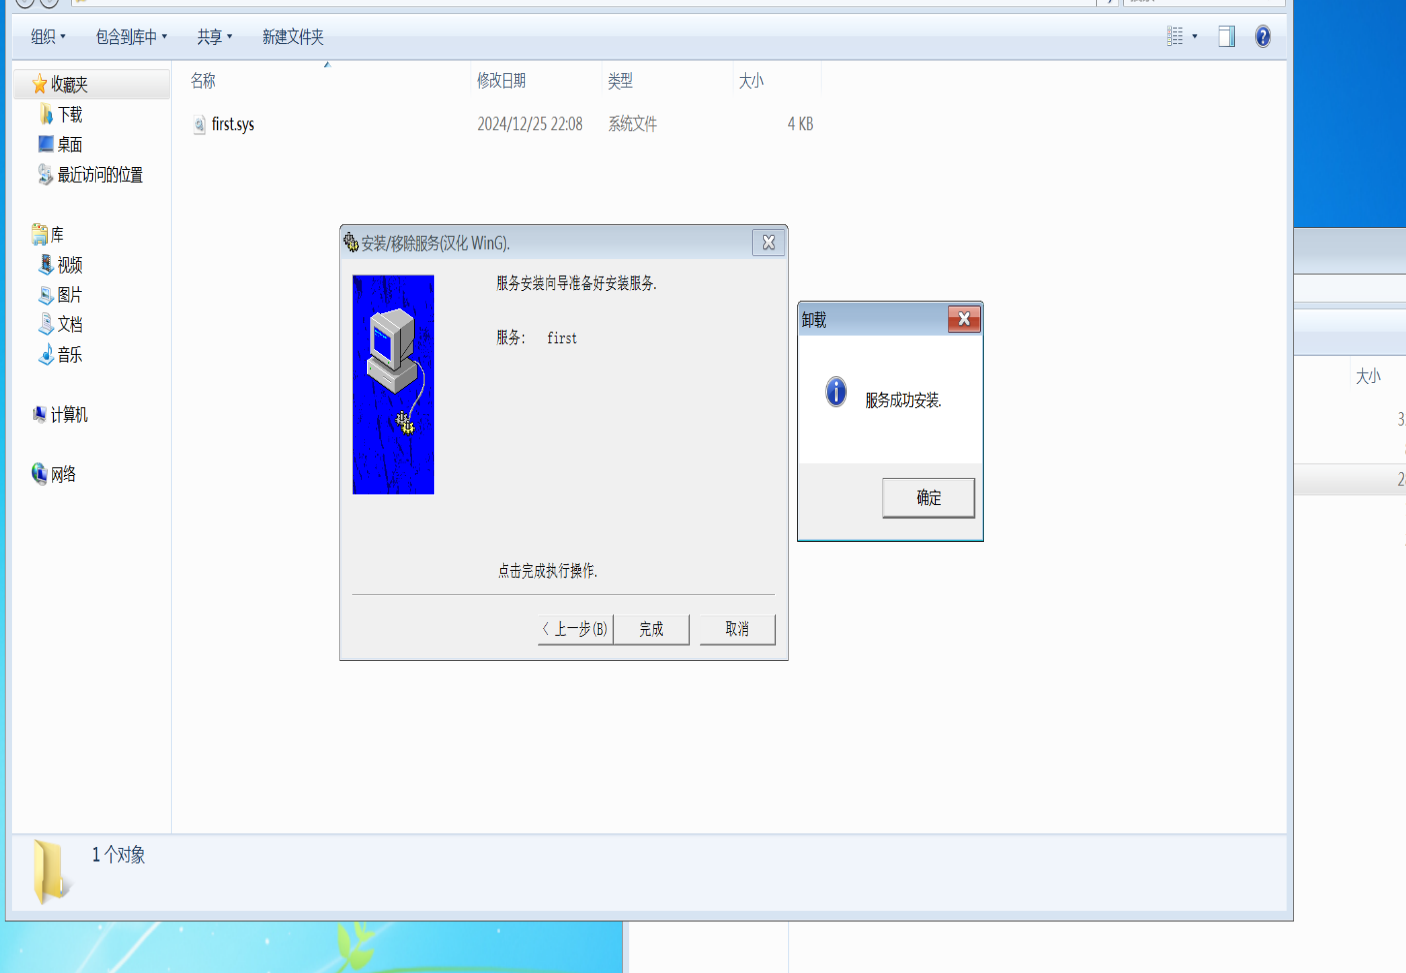 组织 包含到库中 共享 新建文件夹
收藏夹
下载
桌面
最近访问的位置
库
视频
图片
文档
音乐
计算机
网络
名称 修改日期 类型 大小
first.sys 2024/12/25 22:08 系统文件 4 KB
安装/移除服务(汉化 WinG).
服务安装向导准备好安装服务.
服务: first
点击完成执行操作.
< 上一步(B) 完成 取消
卸载
服务成功安装.
确定
大小
1 个对象